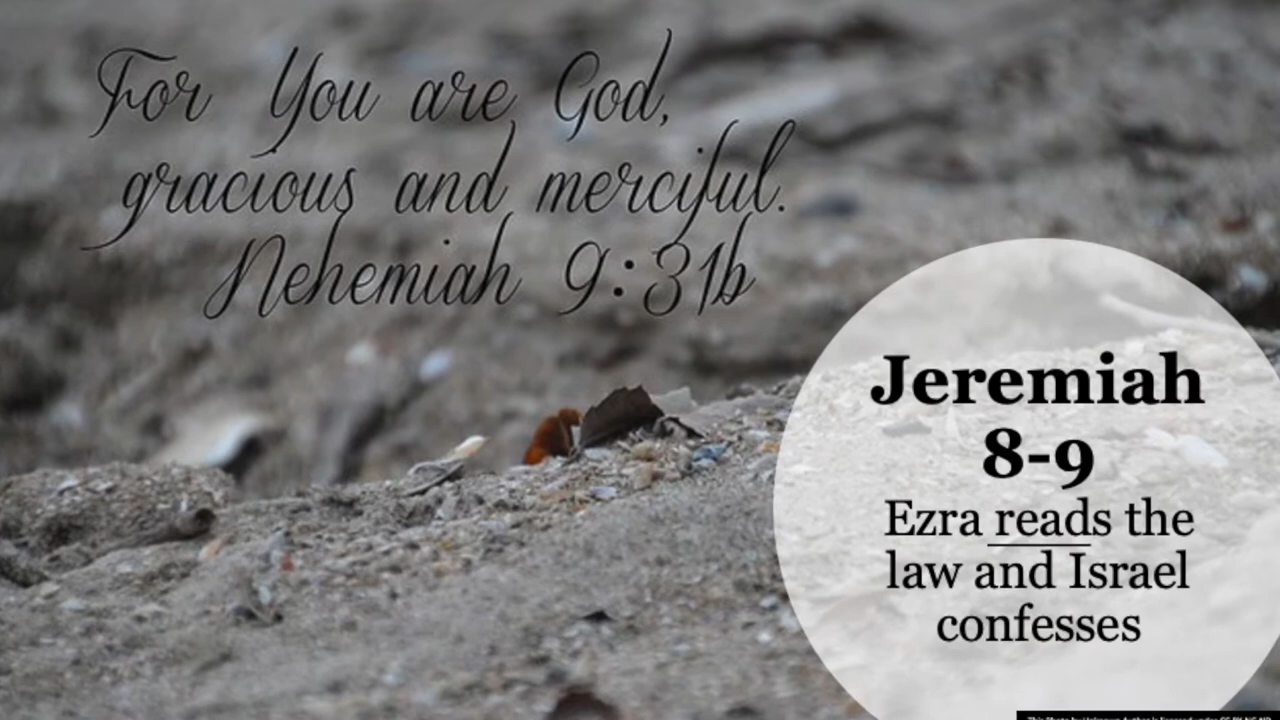 For You are God,
gracious and merciful.
Nehemiah 9:31b
Jeremiah
8-9
Ezra reads the
law and Israel
confesses